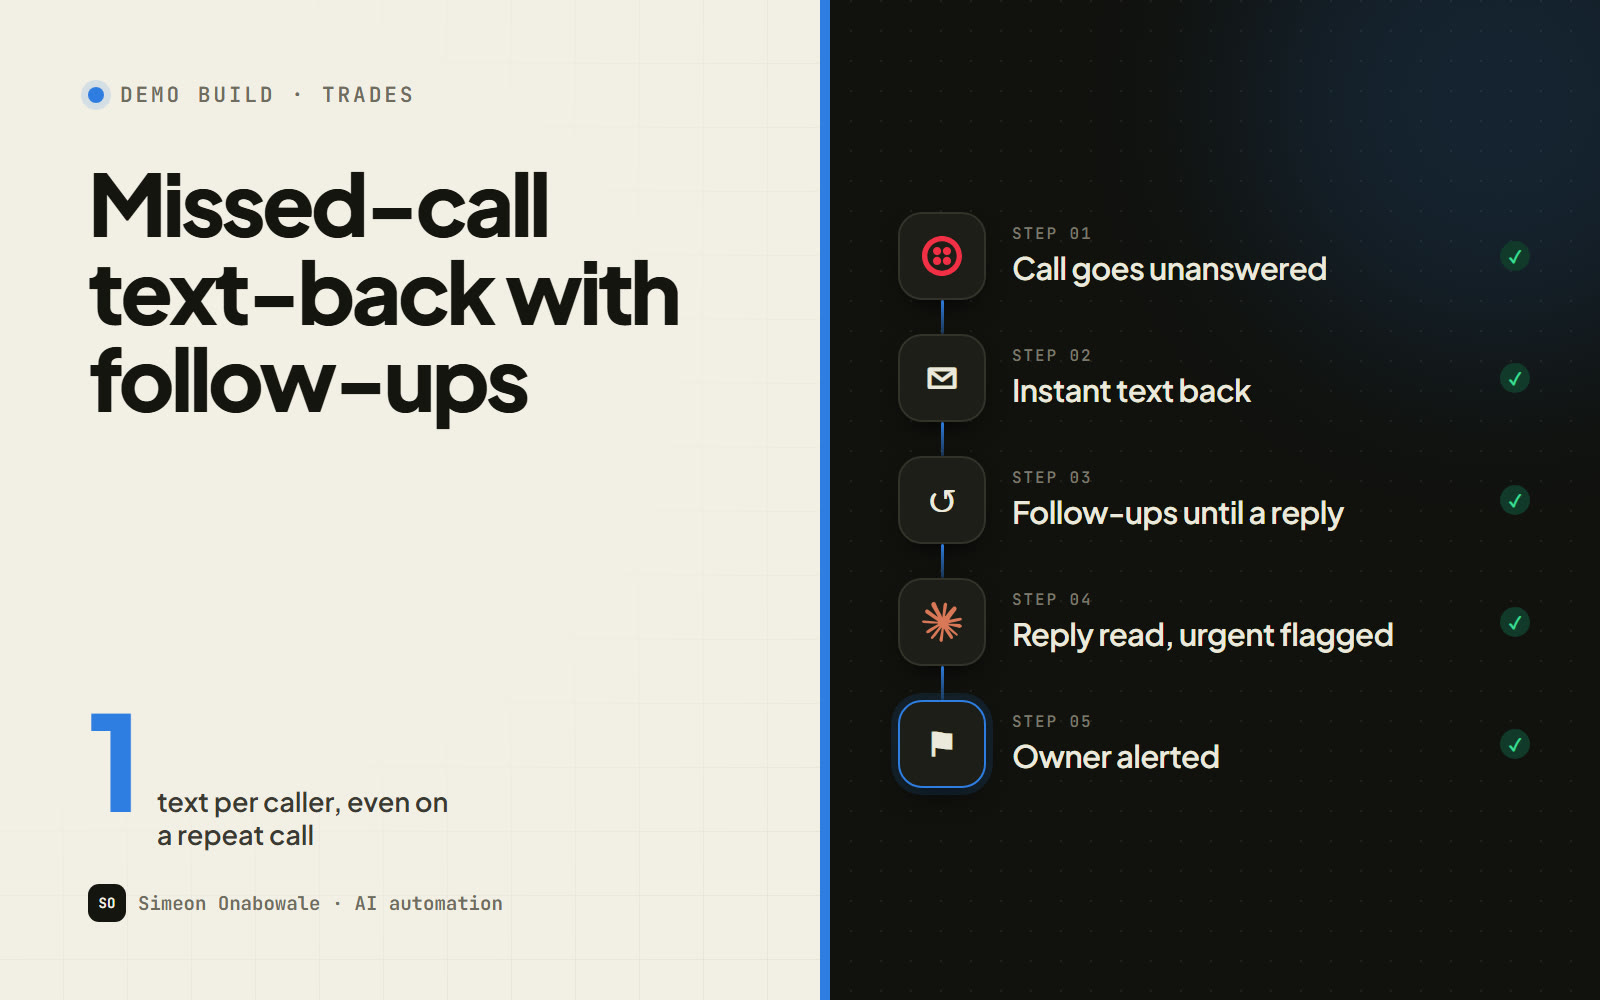 DEMO BUILD · TRADES
Missed-call
text-back with
follow-ups
1
text per caller, even on
a repeat call
SO
Simeon Onabowale · AI automation
STEP 01
Call goes unanswered
STEP 02
Instant text back
STEP 03
Follow-ups until a reply
STEP 04
Reply read, urgent flagged
STEP 05
Owner alerted